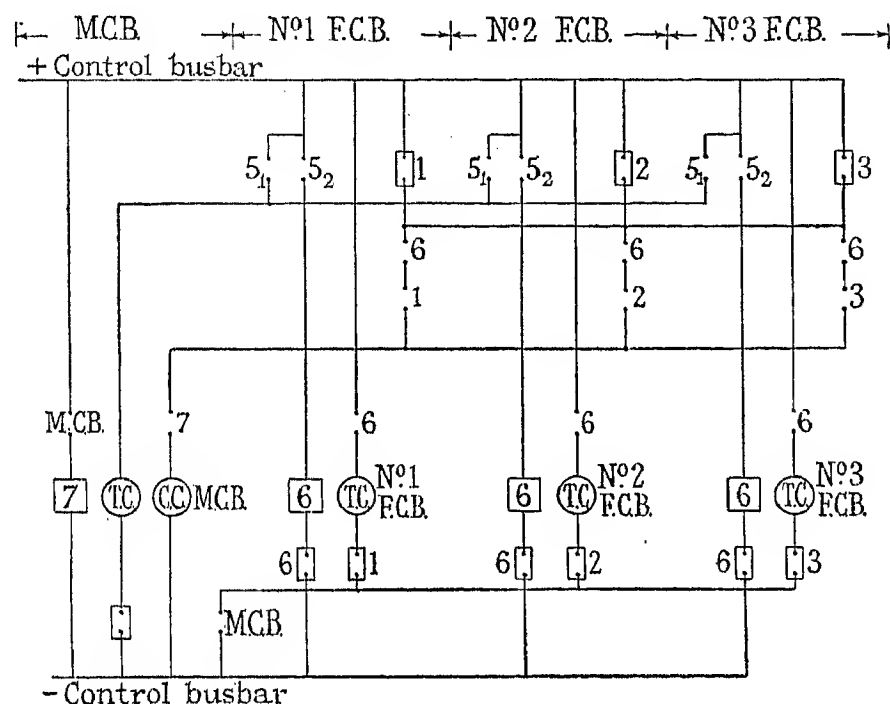 M.C.B. Nº1 F.C.B. Nº2 F.C.B. Nº3 F.C.B.
+ Control busbar
5₁ 5₂ 1 5₁ 5₂ 2 5₁ 5₂ 3
6 6 6
1 2 3
M.C.B. 7 6 6 6
7 T.C. C.C. M.C.B. 6 T.C. Nº1 F.C.B. 6 T.C. Nº2 F.C.B. 6 T.C. Nº3 F.C.B.
6 1 6 2 6 3
M.C.B.
- Control busbar